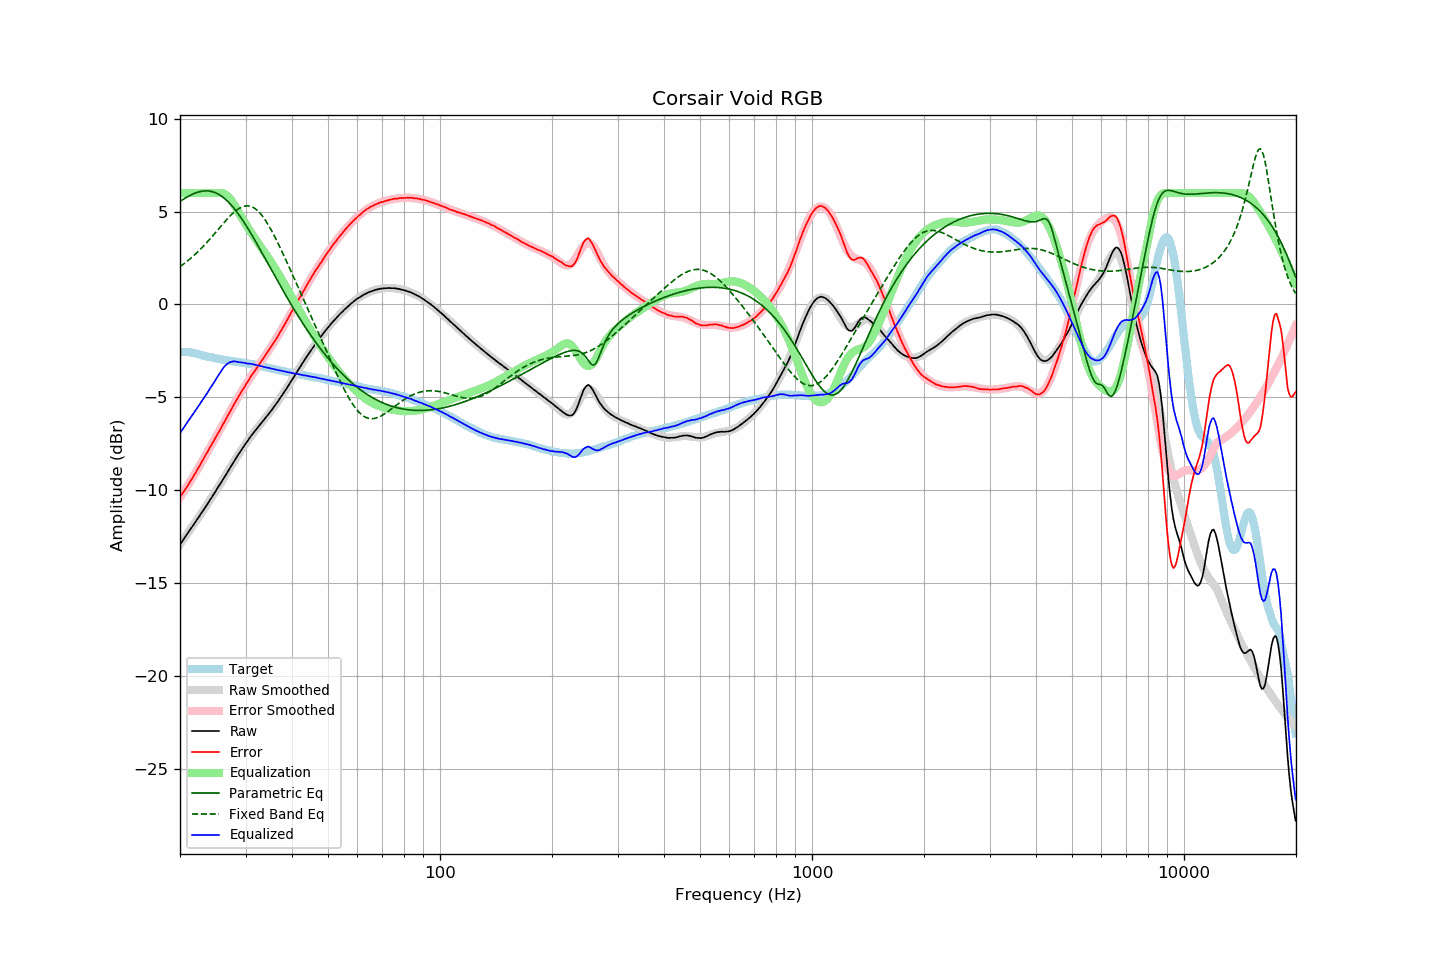 Corsair Void RGB
10
5
0
−5
−10
−15
−20
−25
Amplitude (dBr)
Target
Raw Smoothed
Error Smoothed
Raw
Error
Equalization
Parametric Eq
Fixed Band Eq
Equalized
100
1000
10000
Frequency (Hz)